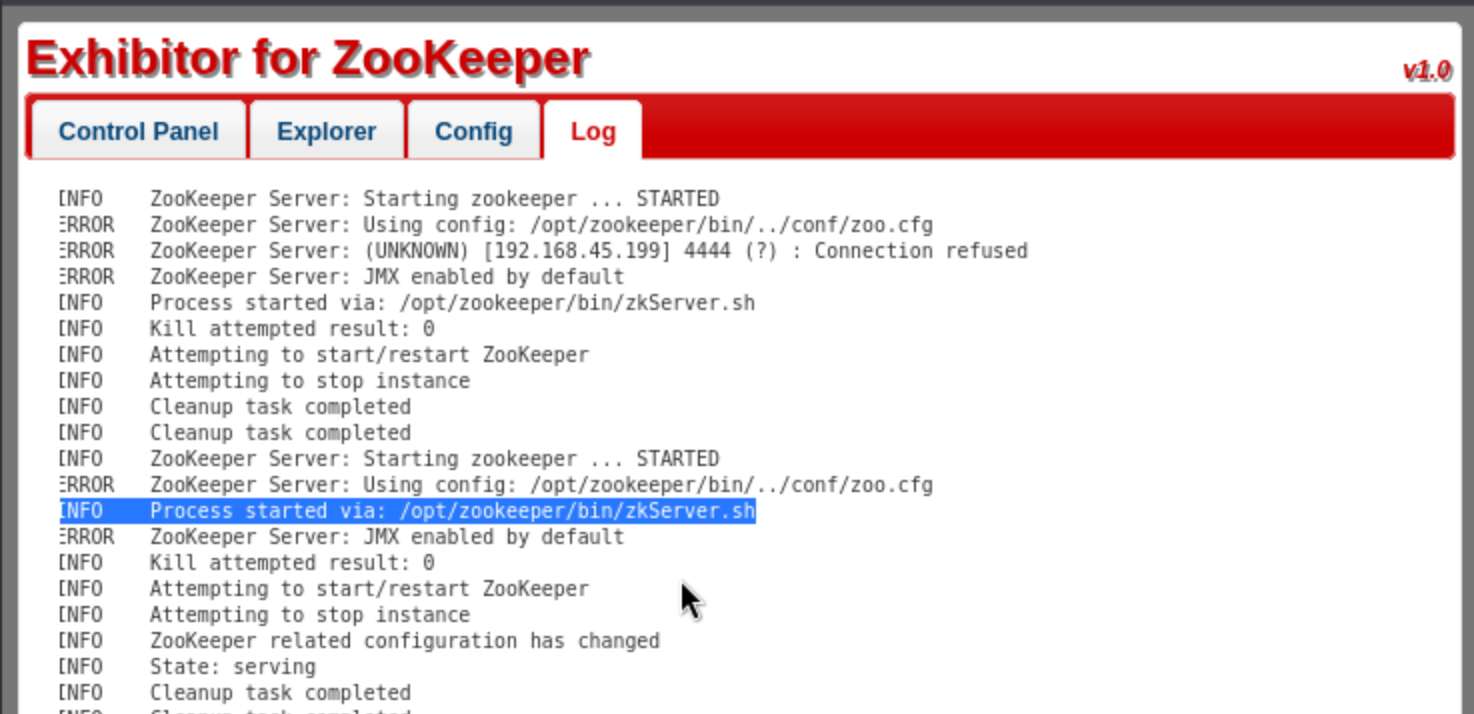 Exhibitor for ZooKeeper
v1.0
Control Panel Explorer Config Log
INFO ZooKeeper Server: Starting zookeeper ... STARTED
ERROR ZooKeeper Server: Using config: /opt/zookeeper/bin/../conf/zoo.cfg
ERROR ZooKeeper Server: (UNKNOWN) [192.168.45.199] 4444 (?) : Connection refused
ERROR ZooKeeper Server: JMX enabled by default
INFO Process started via: /opt/zookeeper/bin/zkServer.sh
INFO Kill attempted result: 0
INFO Attempting to start/restart ZooKeeper
INFO Attempting to stop instance
INFO Cleanup task completed
INFO Cleanup task completed
INFO ZooKeeper Server: Starting zookeeper ... STARTED
ERROR ZooKeeper Server: Using config: /opt/zookeeper/bin/../conf/zoo.cfg
INFO Process started via: /opt/zookeeper/bin/zkServer.sh
ERROR ZooKeeper Server: JMX enabled by default
INFO Kill attempted result: 0
INFO Attempting to start/restart ZooKeeper
INFO Attempting to stop instance
INFO ZooKeeper related configuration has changed
INFO State: serving
INFO Cleanup task completed